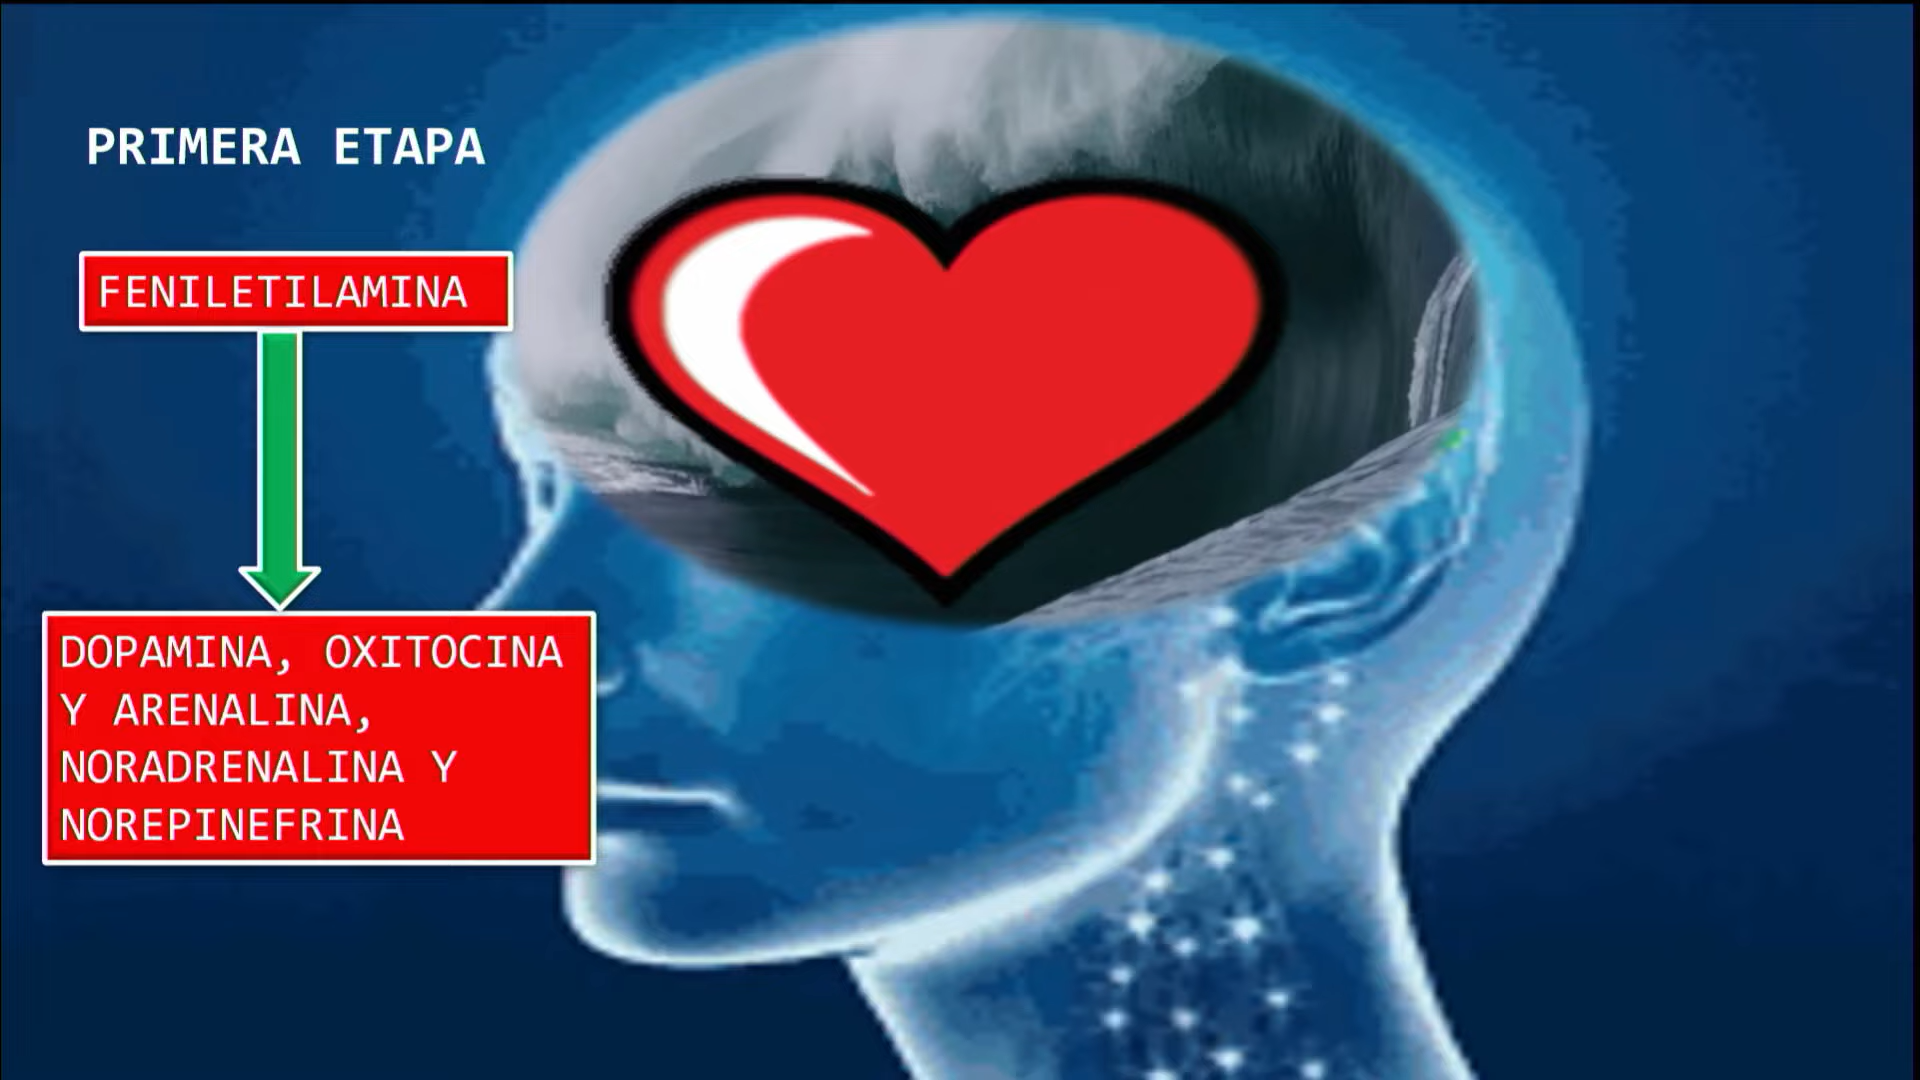 PRIMERA ETAPA
FENILETILAMINA
DOPAMINA, OXITOCINA
Y ARENALINA,
NORADRENALINA Y
NOREPINEFRINA